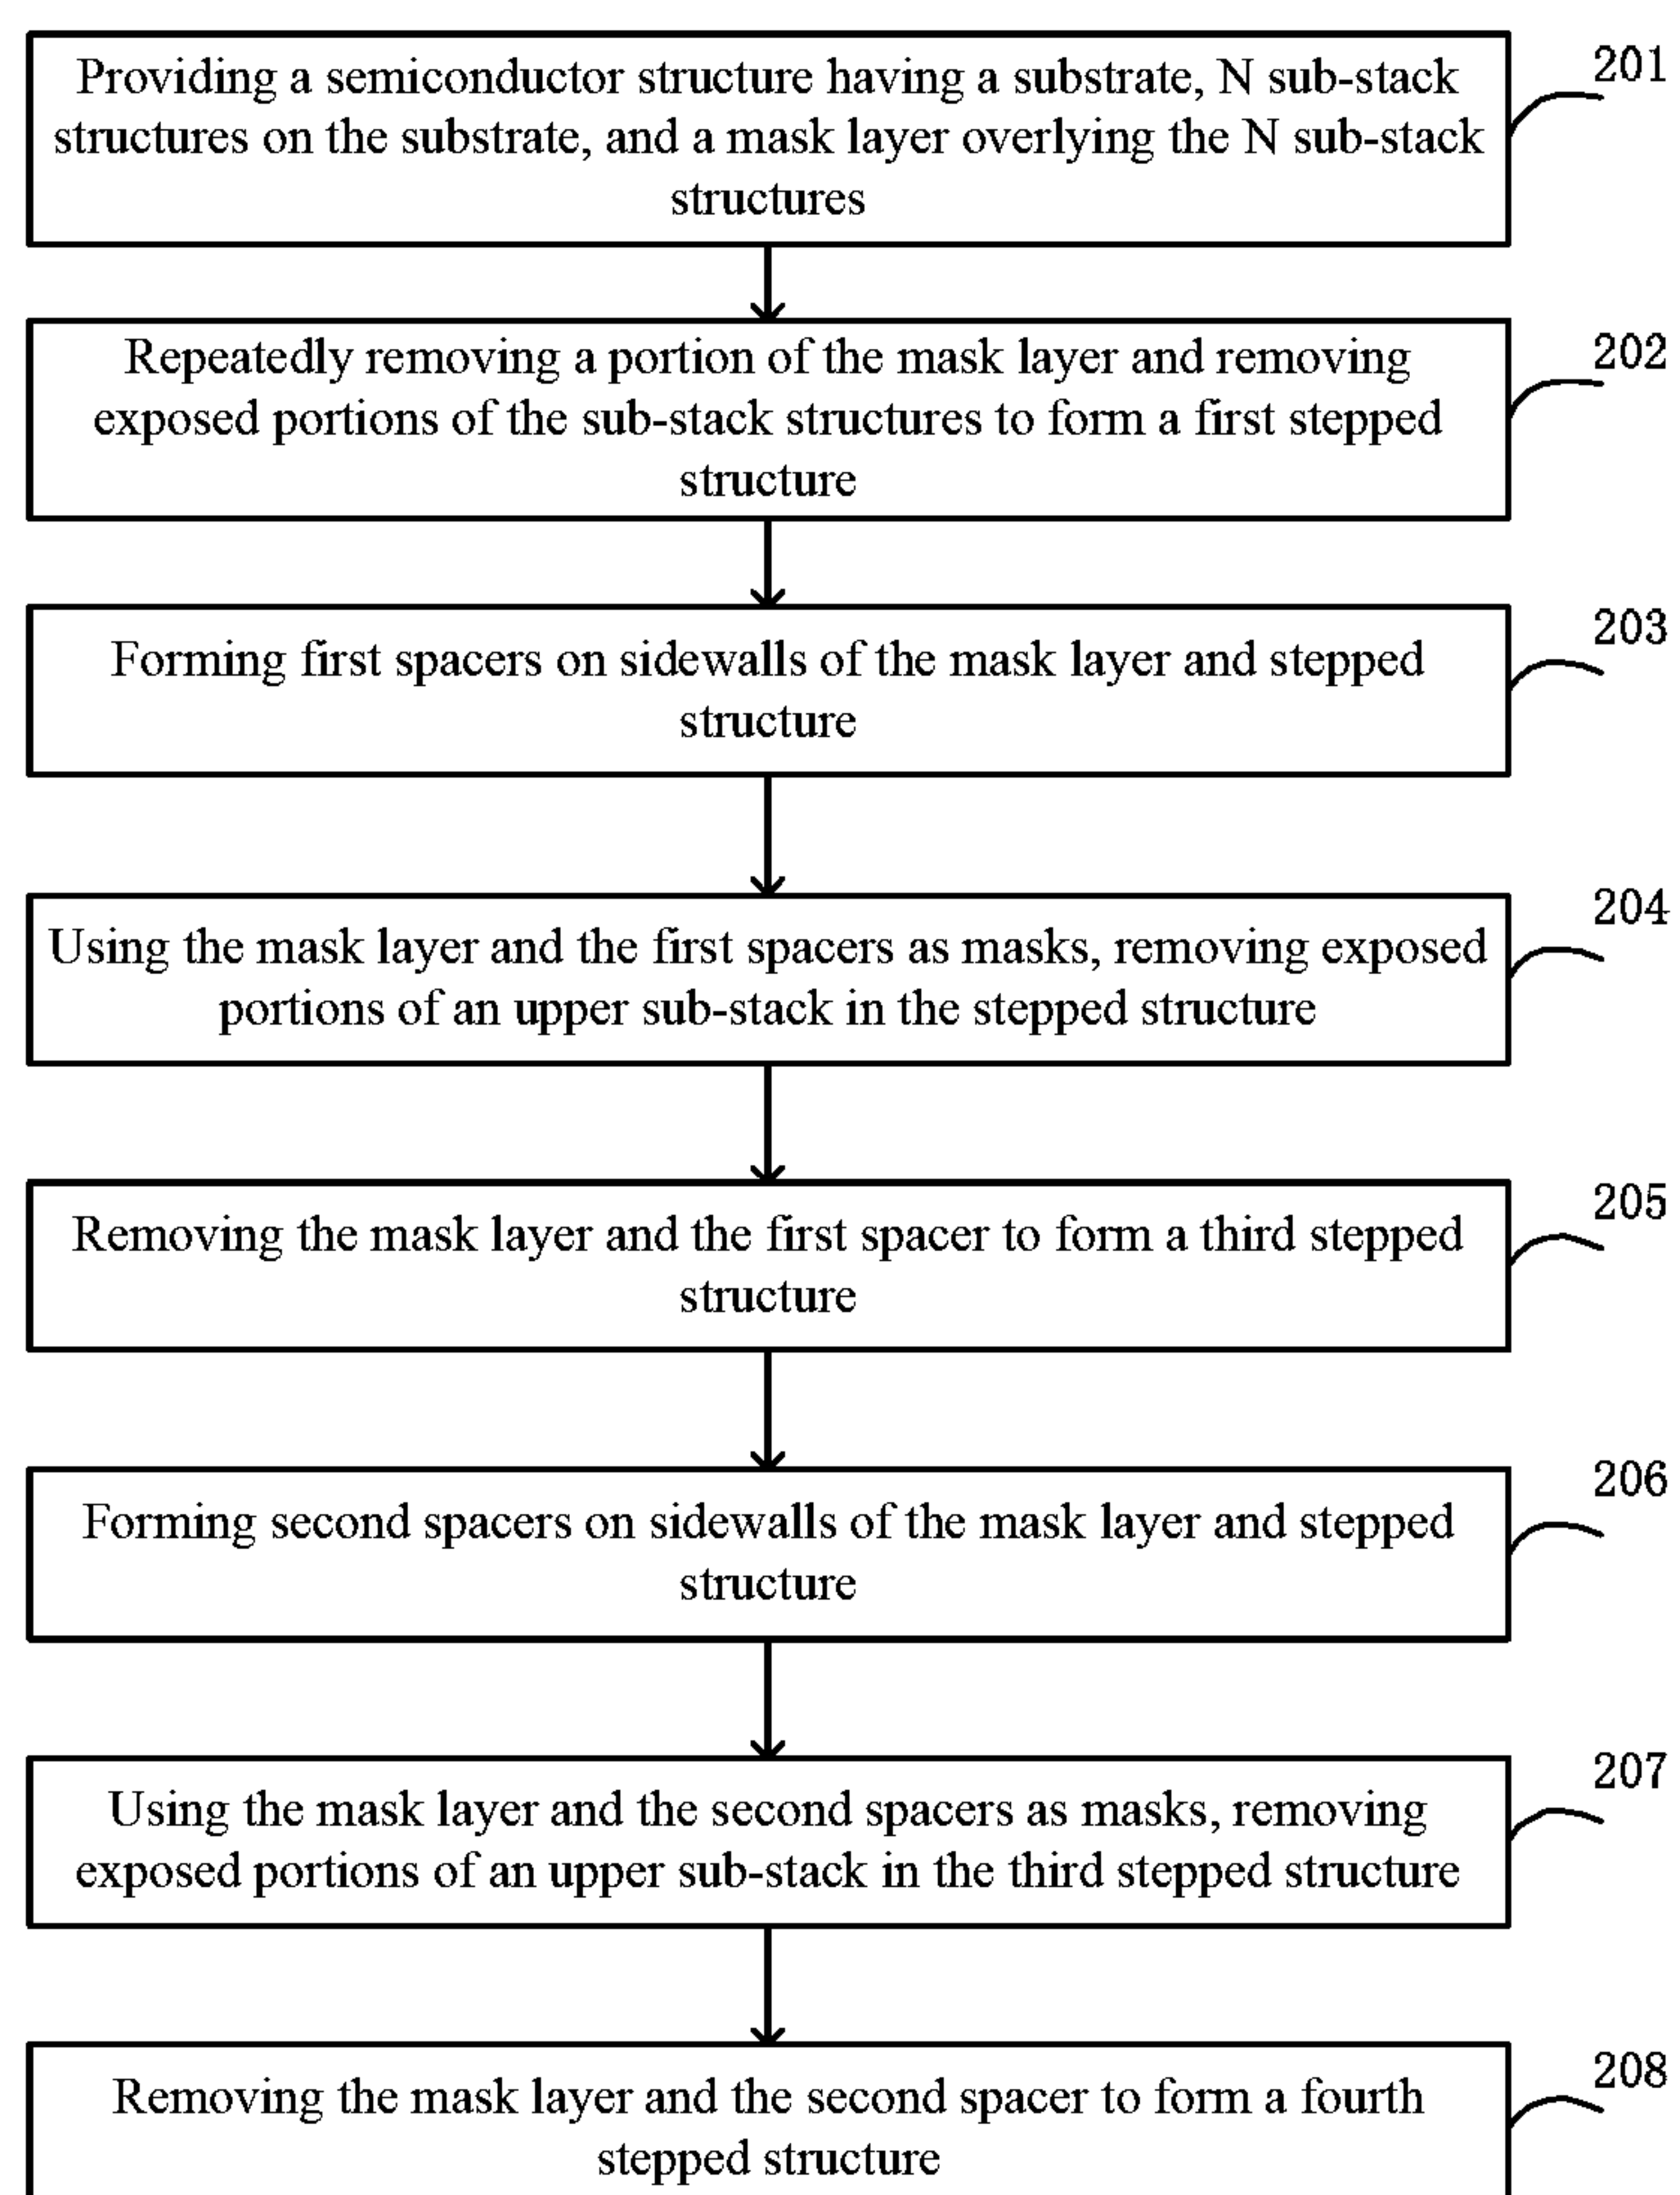 Providing a semiconductor structure having a substrate, N sub-stack
structures on the substrate, and a mask layer overlying the N sub-stack
structures
201
Repeatedly removing a portion of the mask layer and removing
exposed portions of the sub-stack structures to form a first stepped
structure
202
Forming first spacers on sidewalls of the mask layer and stepped
structure
203
Using the mask layer and the first spacers as masks, removing exposed
portions of an upper sub-stack in the stepped structure
204
Removing the mask layer and the first spacer to form a third stepped
structure
205
Forming second spacers on sidewalls of the mask layer and stepped
structure
206
Using the mask layer and the second spacers as masks, removing
exposed portions of an upper sub-stack in the third stepped structure
207
Removing the mask layer and the second spacer to form a fourth
stepped structure
208